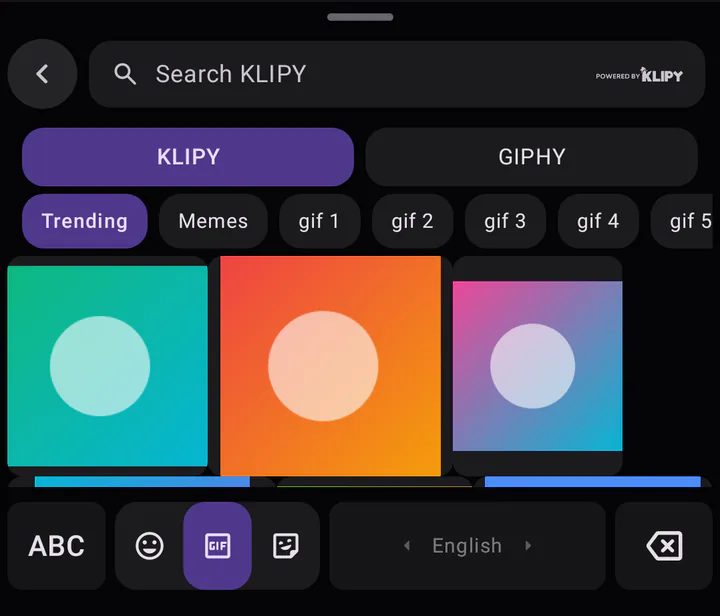 Search KLIPY POWERED BY KLIPY
KLIPY GIPHY
Trending Memes gif 1 gif 2 gif 3 gif 4 gif 5
ABC GIF English